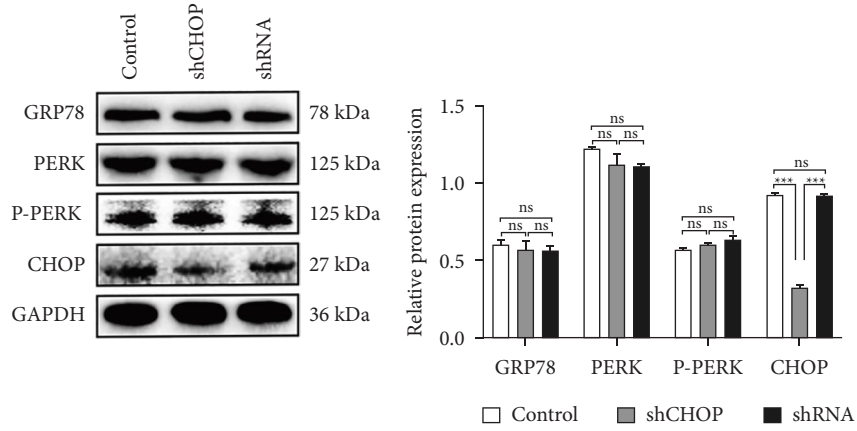 Control shCHOP shRNA
GRP78 78 kDa
PERK 125 kDa
P-PERK 125 kDa
CHOP 27 kDa
GAPDH 36 kDa
Relative protein expression
1.5
1.0
0.5
0.0
ns
ns ns
ns
ns ns
ns
ns ns
ns
*** ***
GRP78 PERK P-PERK CHOP
Control shCHOP shRNA